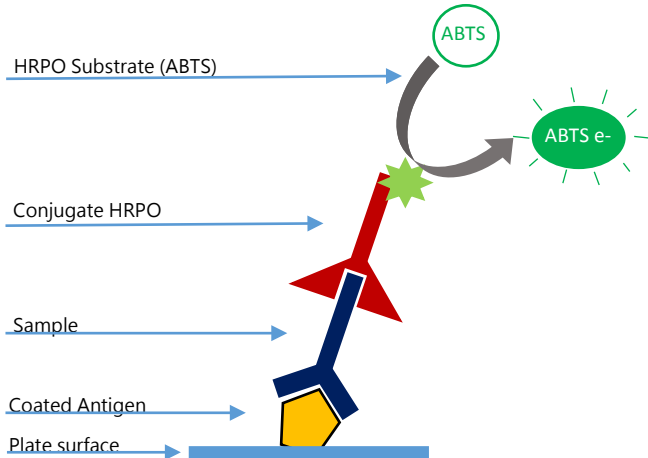 ABTS
HRPO Substrate (ABTS)
ABTS e-
Conjugate HRPO
Sample
Coated Antigen
Plate surface